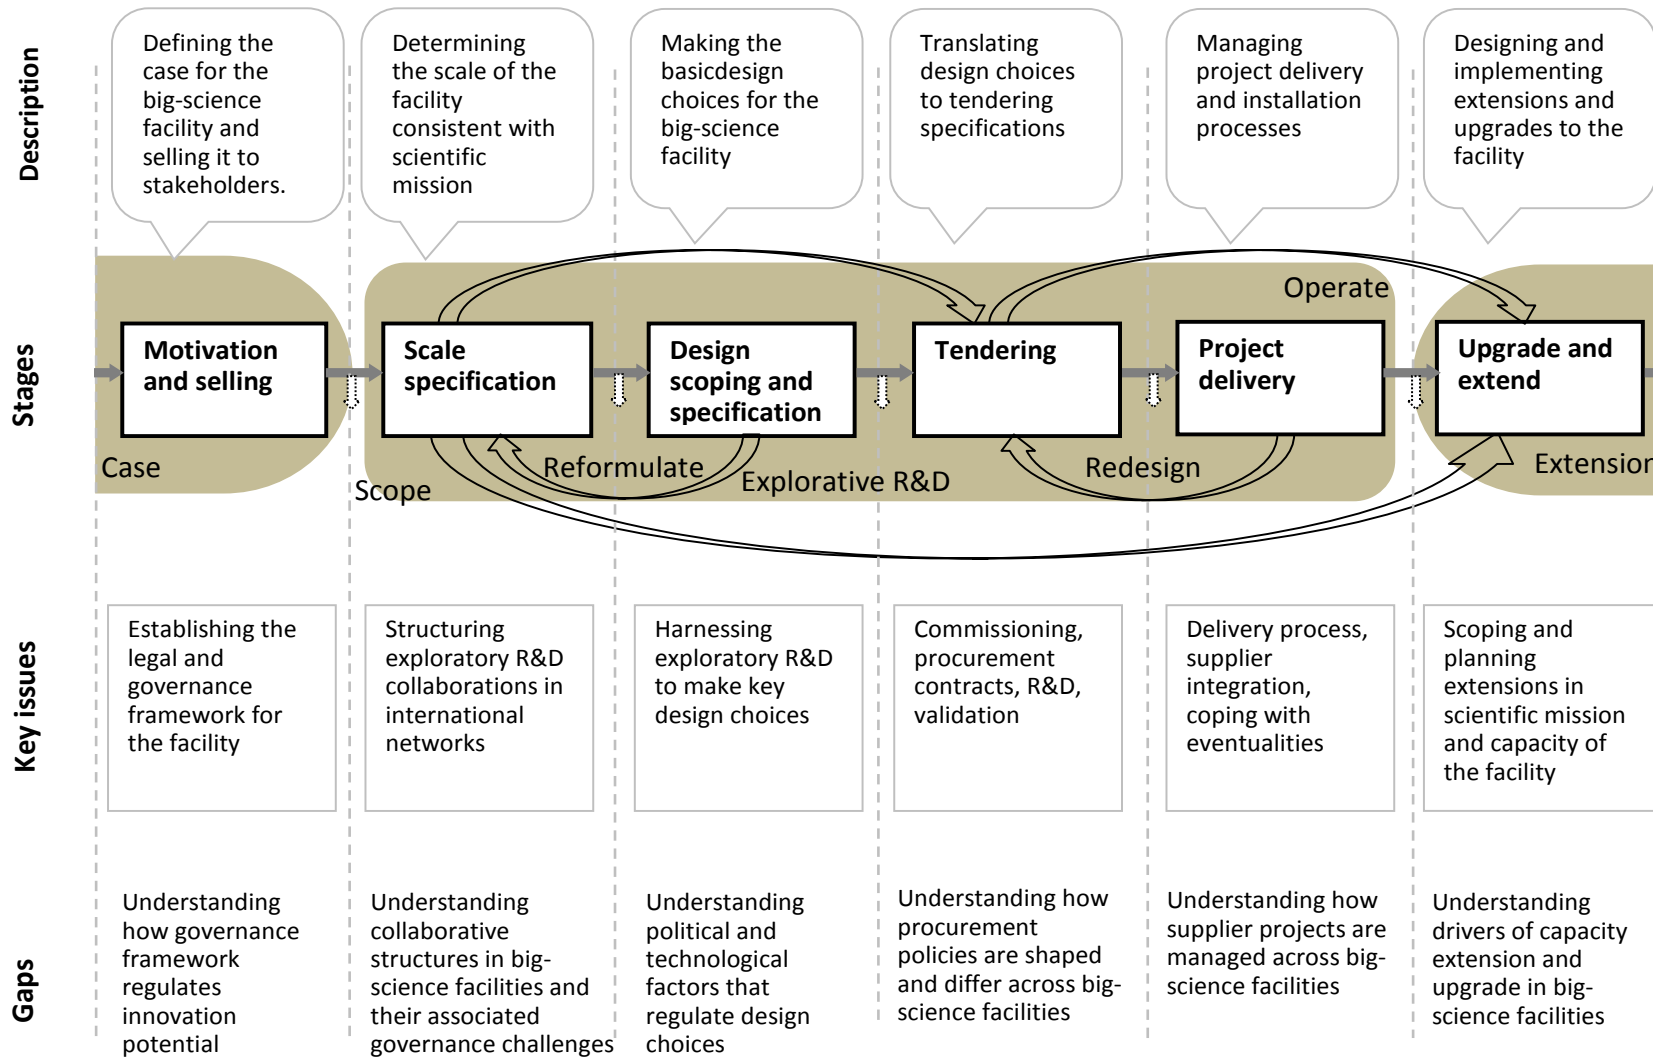 Description
Defining the
case for the
big-science
facility and
selling it to
stakeholders.
Determining
the scale of the
facility
consistent with
scientific
mission
Making the
basicdesign
choices for the
big-science
facility
Translating
design choices
to tendering
specifications
Managing
project delivery
and installation
processes
Designing and
implementing
extensions and
upgrades to the
facility
Stages
Motivation
and selling
Scale
specification
Design
scoping and
specification
Tendering
Project
delivery
Upgrade and
extend
Operate
Case
Scope
Reformulate
Explorative R&D
Redesign
Extension
Key issues
Establishing the
legal and
governance
framework for
the facility
Structuring
exploratory R&D
collaborations in
international
networks
Harnessing
exploratory R&D
to make key
design choices
Commissioning,
procurement
contracts, R&D,
validation
Delivery process,
supplier
integration,
coping with
eventualities
Scoping and
planning
extensions in
scientific mission
and capacity of
the facility
Gaps
Understanding
how governance
framework
regulates
innovation
potential
Understanding
collaborative
structures in big-
science facilities and
their associated
governance challenges
Understanding
political and
technological
factors that
regulate design
choices
Understanding how
procurement
policies are shaped
and differ across big-
science facilities
Understanding how
supplier projects are
managed across big-
science facilities
Understanding
drivers of capacity
extension and
upgrade in big-
science facilities